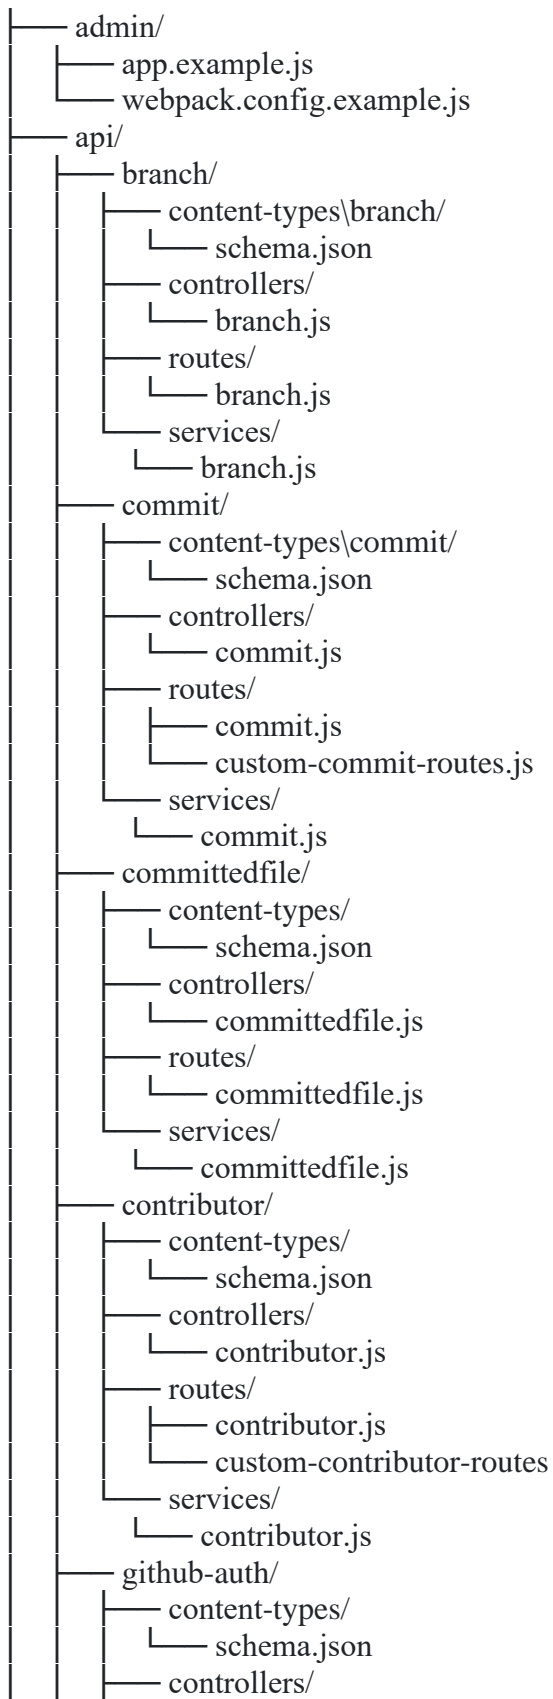 admin/
app.example.js
webpack.config.example.js
api/
branch/
content-types\branch/
schema.json
controllers/
branch.js
routes/
branch.js
services/
branch.js
commit/
content-types\commit/
schema.json
controllers/
commit.js
routes/
commit.js
custom-commit-routes.js
services/
commit.js
committedfile/
content-types/
schema.json
controllers/
committedfile.js
routes/
committedfile.js
services/
committedfile.js
contributor/
content-types/
schema.json
controllers/
contributor.js
routes/
contributor.js
custom-contributor-routes
services/
contributor.js
github-auth/
content-types/
schema.json
controllers/